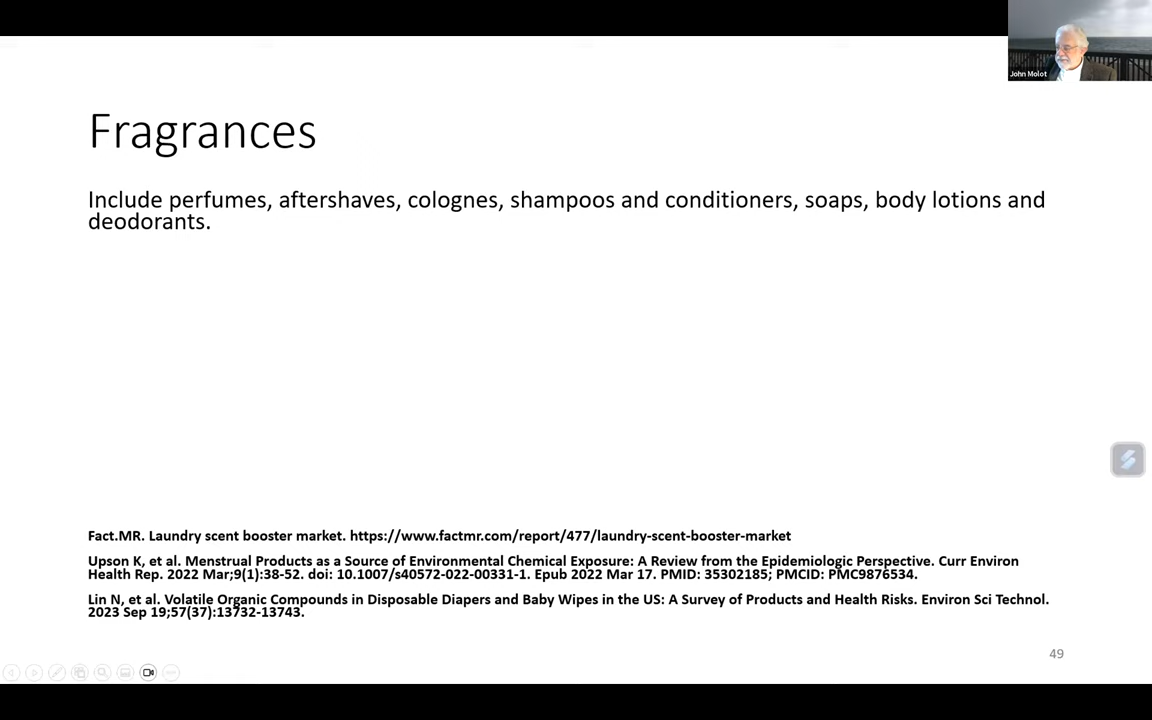 John Molot
Fragrances
Include perfumes, aftershaves, colognes, shampoos and conditioners, soaps, body lotions and
deodorants.
Fact.MR. Laundry scent booster market. https://www.factmr.com/report/477/laundry-scent-booster-market
Upson K, et al. Menstrual Products as a Source of Environmental Chemical Exposure: A Review from the Epidemiologic Perspective. Curr Environ
Health Rep. 2022 Mar;9(1):38-52. doi: 10.1007/s40572-022-00331-1. Epub 2022 Mar 17. PMID: 35302185; PMCID: PMC9876534.
Lin N, et al. Volatile Organic Compounds in Disposable Diapers and Baby Wipes in the US: A Survey of Products and Health Risks. Environ Sci Technol.
2023 Sep 19;57(37):13732-13743.
49